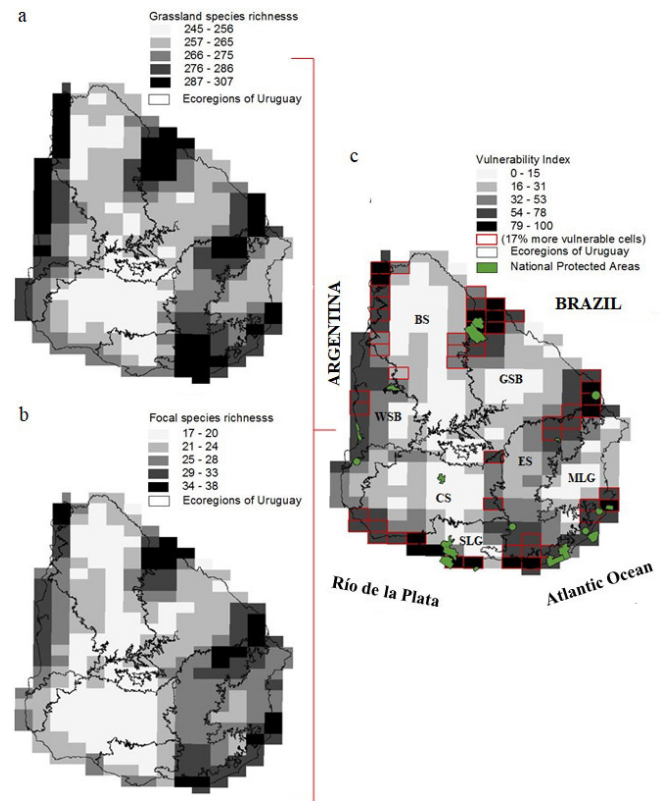 a
Grassland species richnesss
245 - 256
257 - 265
266 - 275
276 - 286
287 - 307
Ecoregions of Uruguay
b
Focal species richnesss
17 - 20
21 - 24
25 - 28
29 - 33
34 - 38
Ecoregions of Uruguay
c
Vulnerability Index
0 - 15
16 - 31
32 - 53
54 - 78
79 - 100
(17% more vulnerable cells)
Ecoregions of Uruguay
National Protected Areas
ARGENTINA
BRAZIL
BS
GSB
WSB
ES
MLG
CS
SLG
Río de la Plata
Atlantic Ocean